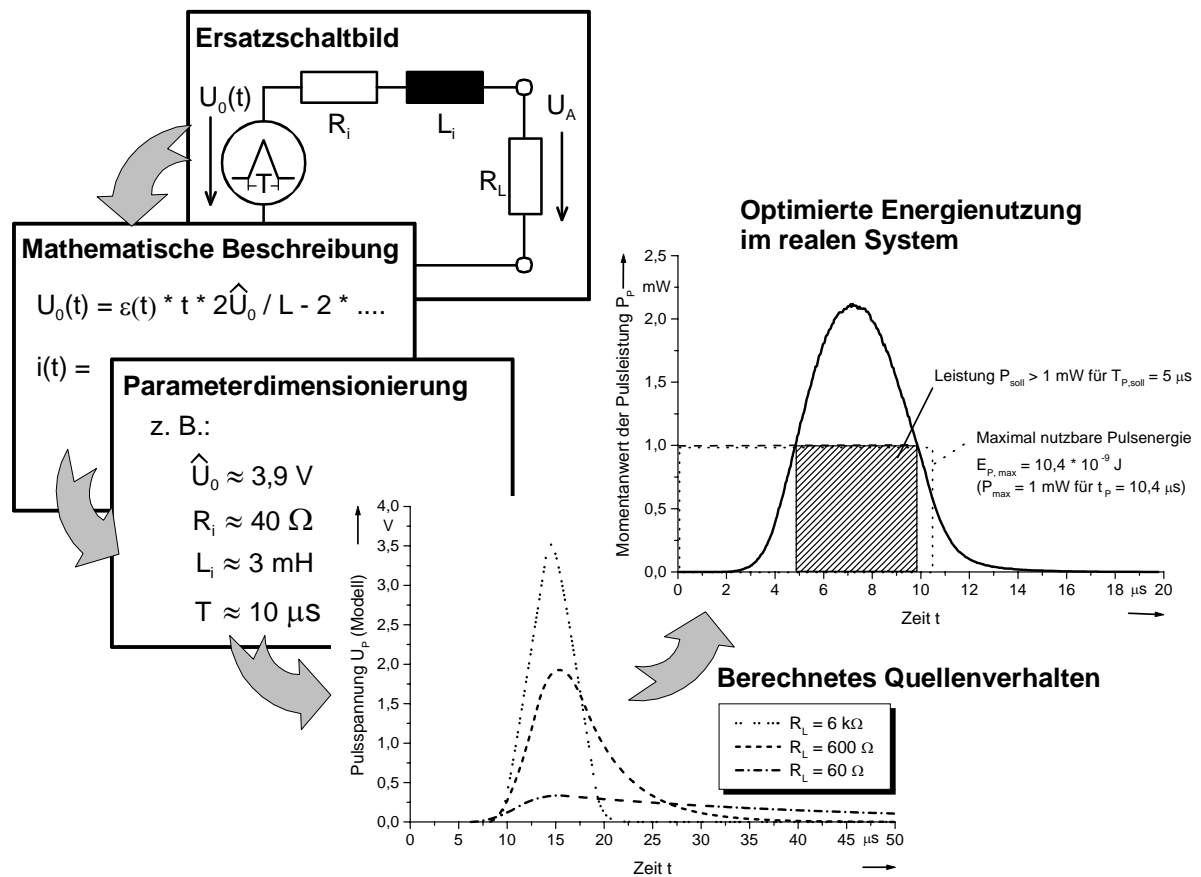 Ersatzschaltbild
U₀(t)
R_i
L_i
U_A
R_L
T
Mathematische Beschreibung
U₀(t) = ε(t) * t * 2Û₀ / L - 2 * ....
i(t) =
Parameterdimensionierung
z. B.:
Û₀ ≈ 3,9 V
R_i ≈ 40 Ω
L_i ≈ 3 mH
T ≈ 10 μs
Pulsspannung U_P (Modell)
4,0
V
3,5
3,0
2,5
2,0
1,5
1,0
0,5
0,0
0 5 10 15 20 25 30 35 40 45 μs 50
Zeit t
Optimierte Energienutzung
im realen System
Momentanwert der Pulsleistung P_P
2,5
mW
2,0
1,5
1,0
0,5
0,0
0 2 4 6 8 10 12 14 16 18 μs 20
Zeit t
Leistung P_soll > 1 mW für T_P,soll = 5 μs
Maximal nutzbare Pulsenergie
E_P, max = 10,4 * 10⁻⁹ J
(P_max = 1 mW für t_P = 10,4 μs)
Berechnetes Quellenverhalten
R_L = 6 kΩ
R_L = 600 Ω
R_L = 60 Ω